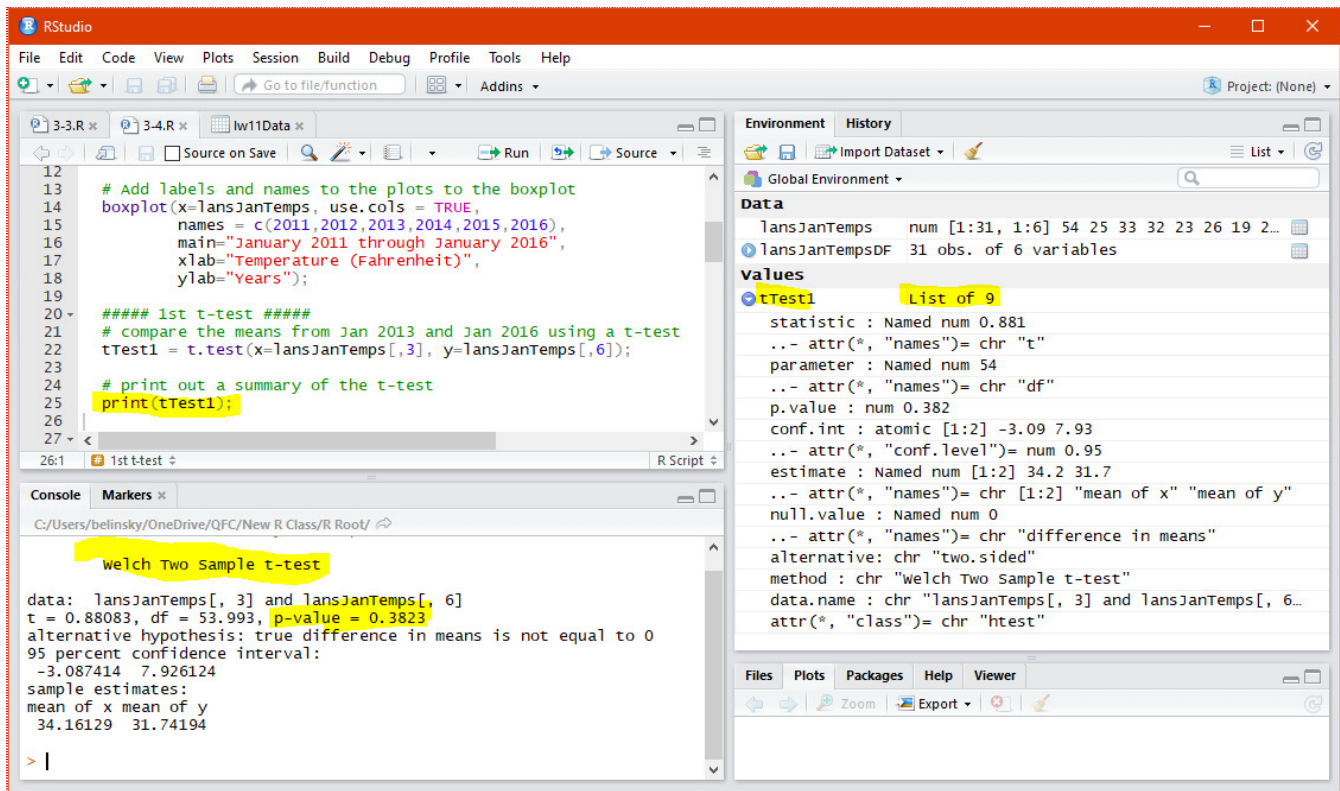 RStudio
File Edit Code View Plots Session Build Debug Profile Tools Help
Go to file/function Addins Project: (None)
3-3.R 3-4.R lw11Data
Source on Save Run Source
12
13 # Add labels and names to the plots to the boxplot
14 boxplot(x=lansJanTemps, use.cols = TRUE,
15 names = c(2011,2012,2013,2014,2015,2016),
16 main="January 2011 through January 2016",
17 xlab="Temperature (Fahrenheit)",
18 ylab="Years");
19
20 ##### 1st t-test #####
21 # compare the means from Jan 2013 and Jan 2016 using a t-test
22 tTest1 = t.test(x=lansJanTemps[,3], y=lansJanTemps[,6]);
23
24 # print out a summary of the t-test
25 print(tTest1);
26
27
26:1 # 1st t-test R Script
Console Markers
C:/Users/belinsky/OneDrive/QFC/New R Class/R Root/
Welch Two Sample t-test
data: lansJanTemps[, 3] and lansJanTemps[, 6]
t = 0.88083, df = 53.993, p-value = 0.3823
alternative hypothesis: true difference in means is not equal to 0
95 percent confidence interval:
-3.087414 7.926124
sample estimates:
mean of x mean of y
34.16129 31.74194
>
Environment History
Import Dataset List
Global Environment
Data
lansJanTemps num [1:31, 1:6] 54 25 33 32 23 26 19 2...
lansJanTempsDF 31 obs. of 6 variables
Values
tTest1 List of 9
statistic : Named num 0.881
..- attr(*, "names")= chr "t"
parameter : Named num 54
..- attr(*, "names")= chr "df"
p.value : num 0.382
conf.int : atomic [1:2] -3.09 7.93
..- attr(*, "conf.level")= num 0.95
estimate : Named num [1:2] 34.2 31.7
..- attr(*, "names")= chr [1:2] "mean of x" "mean of y"
null.value : Named num 0
..- attr(*, "names")= chr "difference in means"
alternative: chr "two.sided"
method : chr "Welch Two Sample t-test"
data.name : chr "lansJanTemps[, 3] and lansJanTemps[, 6…
attr(*, "class")= chr "htest"
Files Plots Packages Help Viewer
Zoom Export